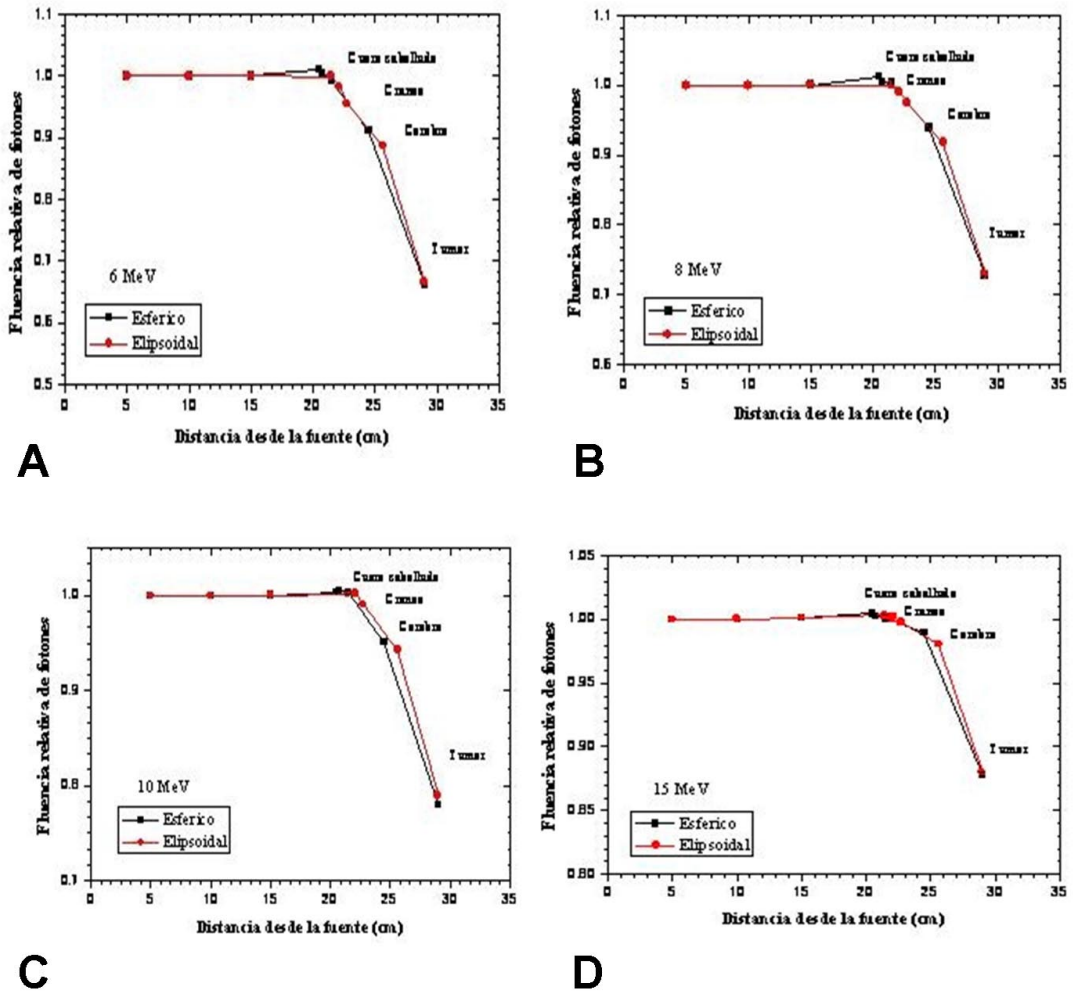 1.1
1.0
0.9
0.8
0.7
0.6
0.5
Fluencia relativa de fotones
Cuero cabelludo
Craneo
Cerebro
Tumor
6 MeV
Esferico
Elipsoidal
0 5 10 15 20 25 30 35
Distancia desde la fuente (cm)
A
1.1
1.0
0.9
0.8
0.7
0.6
Fluencia relativa de fotones
Cuero cabelludo
Craneo
Cerebro
Tumor
8 MeV
Esferico
Elipsoidal
0 5 10 15 20 25 30 35
Distancia desde la fuente (cm)
B
1.0
0.9
0.8
Fluencia relativa de fotones
Cuero cabelludo
Craneo
Cerebro
Tumor
10 MeV
Esferico
Elipsoidal
0 5 10 15 20 25 30 35
Distancia desde la fuente (cm)
C
1.05
1.00
0.95
0.90
0.85
0.80
Fluencia relativa de fotones
Cuero cabelludo
Craneo
Cerebro
Tumor
15 MeV
Esferico
Elipsoidal
0 5 10 15 20 25 30 35
Distancia desde la fuente (cm)
D